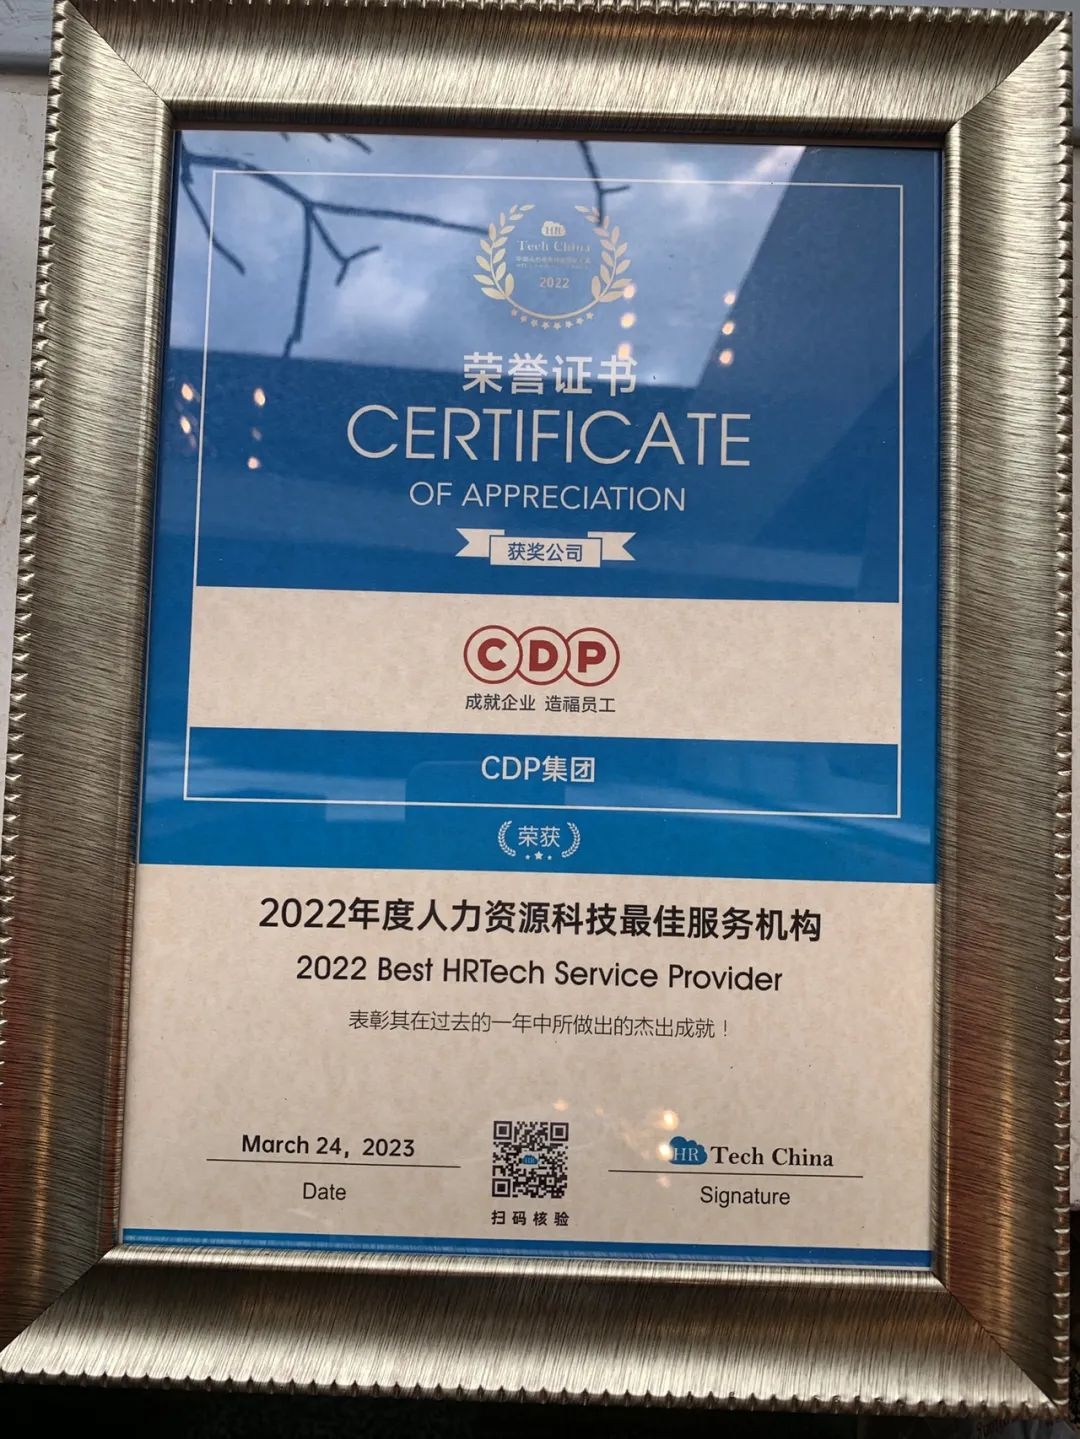 HR
Tech China
2022
荣誉证书
CERTIFICATE
OF APPRECIATION
获奖公司
CDP
成就企业 造福员工
CDP集团
荣获
2022年度人力资源科技最佳服务机构
2022 Best HRTech Service Provider
表彰其在过去的一年中所做出的杰出成就！
March 24, 2023
Date
扫码核验
HR Tech China
Signature